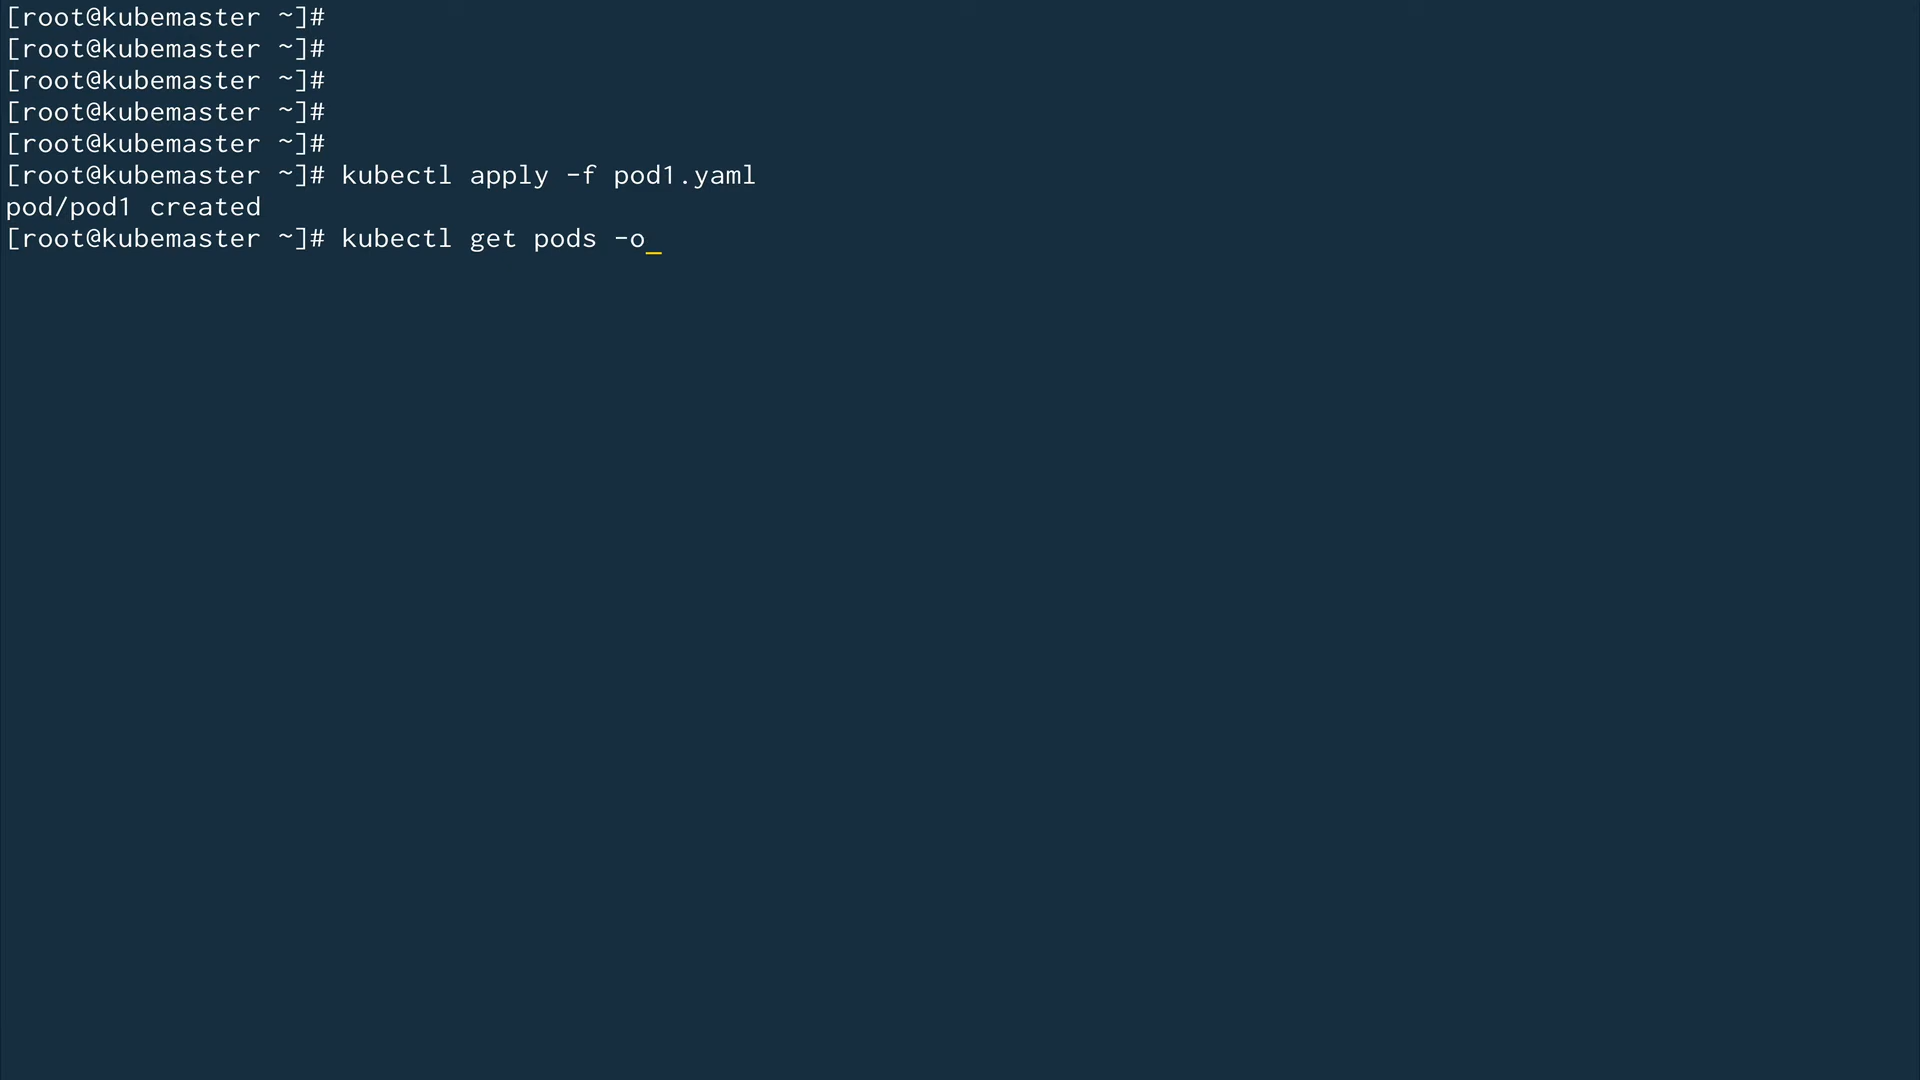 [root@kubemaster ~]#
[root@kubemaster ~]#
[root@kubemaster ~]#
[root@kubemaster ~]#
[root@kubemaster ~]#
[root@kubemaster ~]# kubectl apply -f pod1.yaml
pod/pod1 created
[root@kubemaster ~]# kubectl get pods -o_